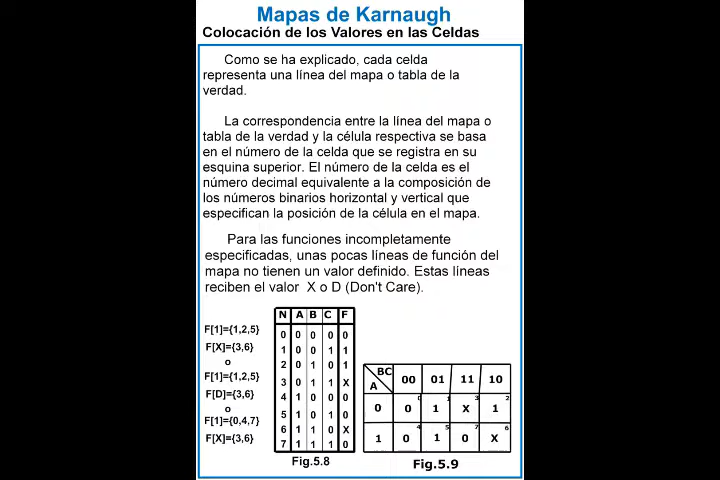 Mapas de Karnaugh
Colocación de los Valores en las Celdas
Como se ha explicado, cada celda
representa una línea del mapa o tabla de la
verdad.
La correspondencia entre la línea del mapa o
tabla de la verdad y la célula respectiva se basa
en el número de la celda que se registra en su
esquina superior. El número de la celda es el
número decimal equivalente a la composición de
los números binarios horizontal y vertical que
especifican la posición de la célula en el mapa.
Para las funciones incompletamente
especificadas, unas pocas líneas de función del
mapa no tienen un valor definido. Estas líneas
reciben el valor X o D (Don't Care).
F[1]={1,2,5}
F[X]={3,6}
o
F[1]={1,2,5}
F[D]={3,6}
o
F[1]={0,4,7}
F[X]={3,6}
N A B C F
0 0 0 0 0
1 0 0 1 1
2 0 1 0 1
3 0 1 1 X
4 1 0 0 0
5 1 0 1 0
6 1 1 0 X
7 1 1 1 0
Fig.5.8
BC
A
00 01 11 10
0 0 0 1 1 X 3 1 2
1 0 4 1 5 0 7 X 6
Fig.5.9